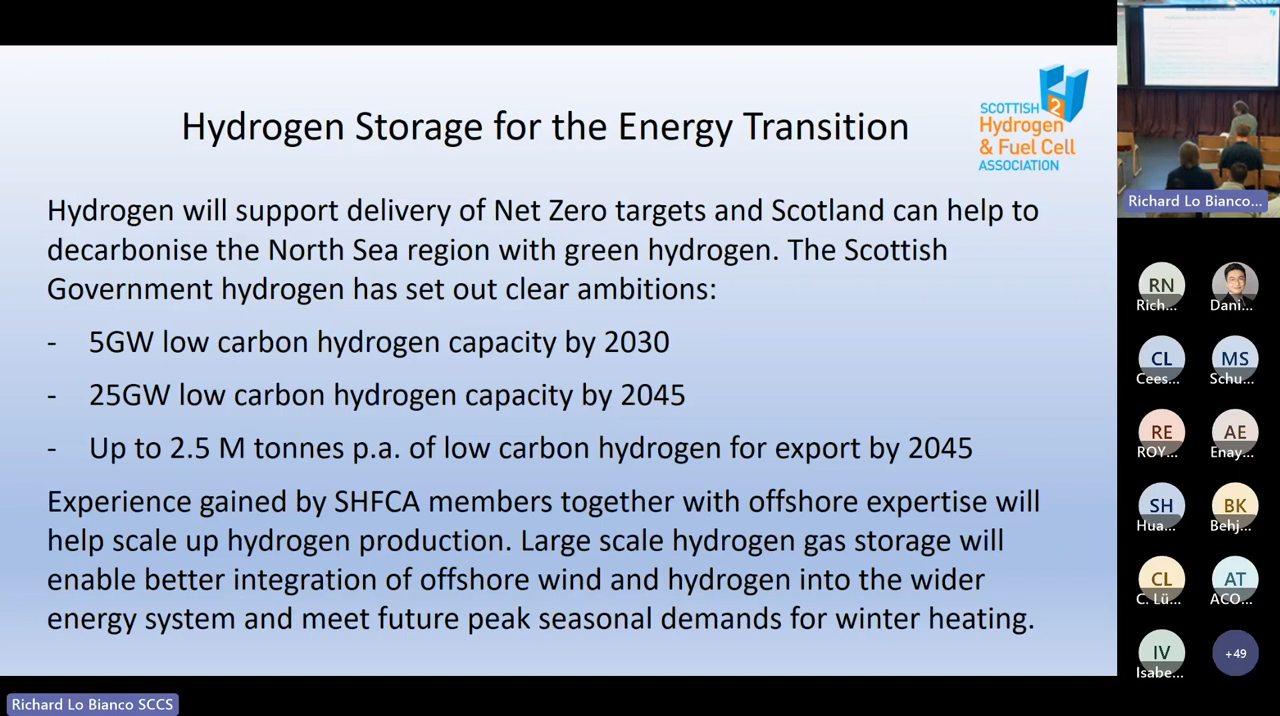 Hydrogen Storage for the Energy Transition
SCOTTISH
2
Hydrogen
& Fuel Cell
ASSOCIATION
Hydrogen will support delivery of Net Zero targets and Scotland can help to
decarbonise the North Sea region with green hydrogen. The Scottish
Government hydrogen has set out clear ambitions:
- 5GW low carbon hydrogen capacity by 2030
- 25GW low carbon hydrogen capacity by 2045
- Up to 2.5 M tonnes p.a. of low carbon hydrogen for export by 2045
Experience gained by SHFCA members together with offshore expertise will
help scale up hydrogen production. Large scale hydrogen gas storage will
enable better integration of offshore wind and hydrogen into the wider
energy system and meet future peak seasonal demands for winter heating.
Richard Lo Bianco SCCS
Richard Lo Bianco...
RN
Rich...
Dani...
CL
Cees...
MS
Schu...
RE
ROY...
AE
Enay...
SH
Hua...
BK
Behj...
CL
C. Lü...
AT
ACO...
IV
Isabe...
+49